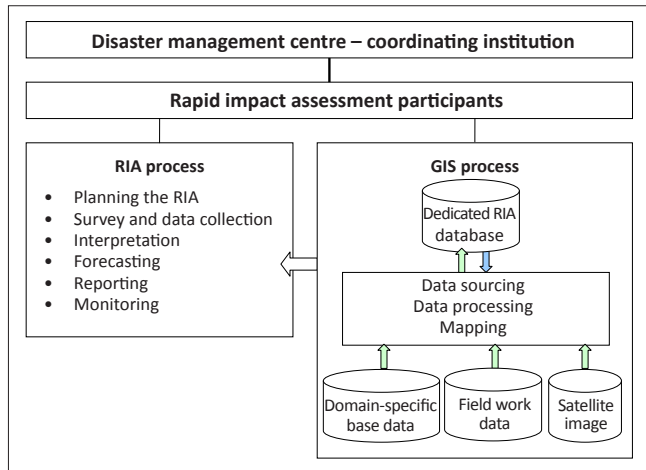 Disaster management centre – coordinating institution
Rapid impact assessment participants
RIA process
• Planning the RIA
• Survey and data collection
• Interpretation
• Forecasting
• Reporting
• Monitoring
GIS process
Dedicated RIA
database
Data sourcing
Data processing
Mapping
Domain-specific
base data
Field work
data
Satellite
image